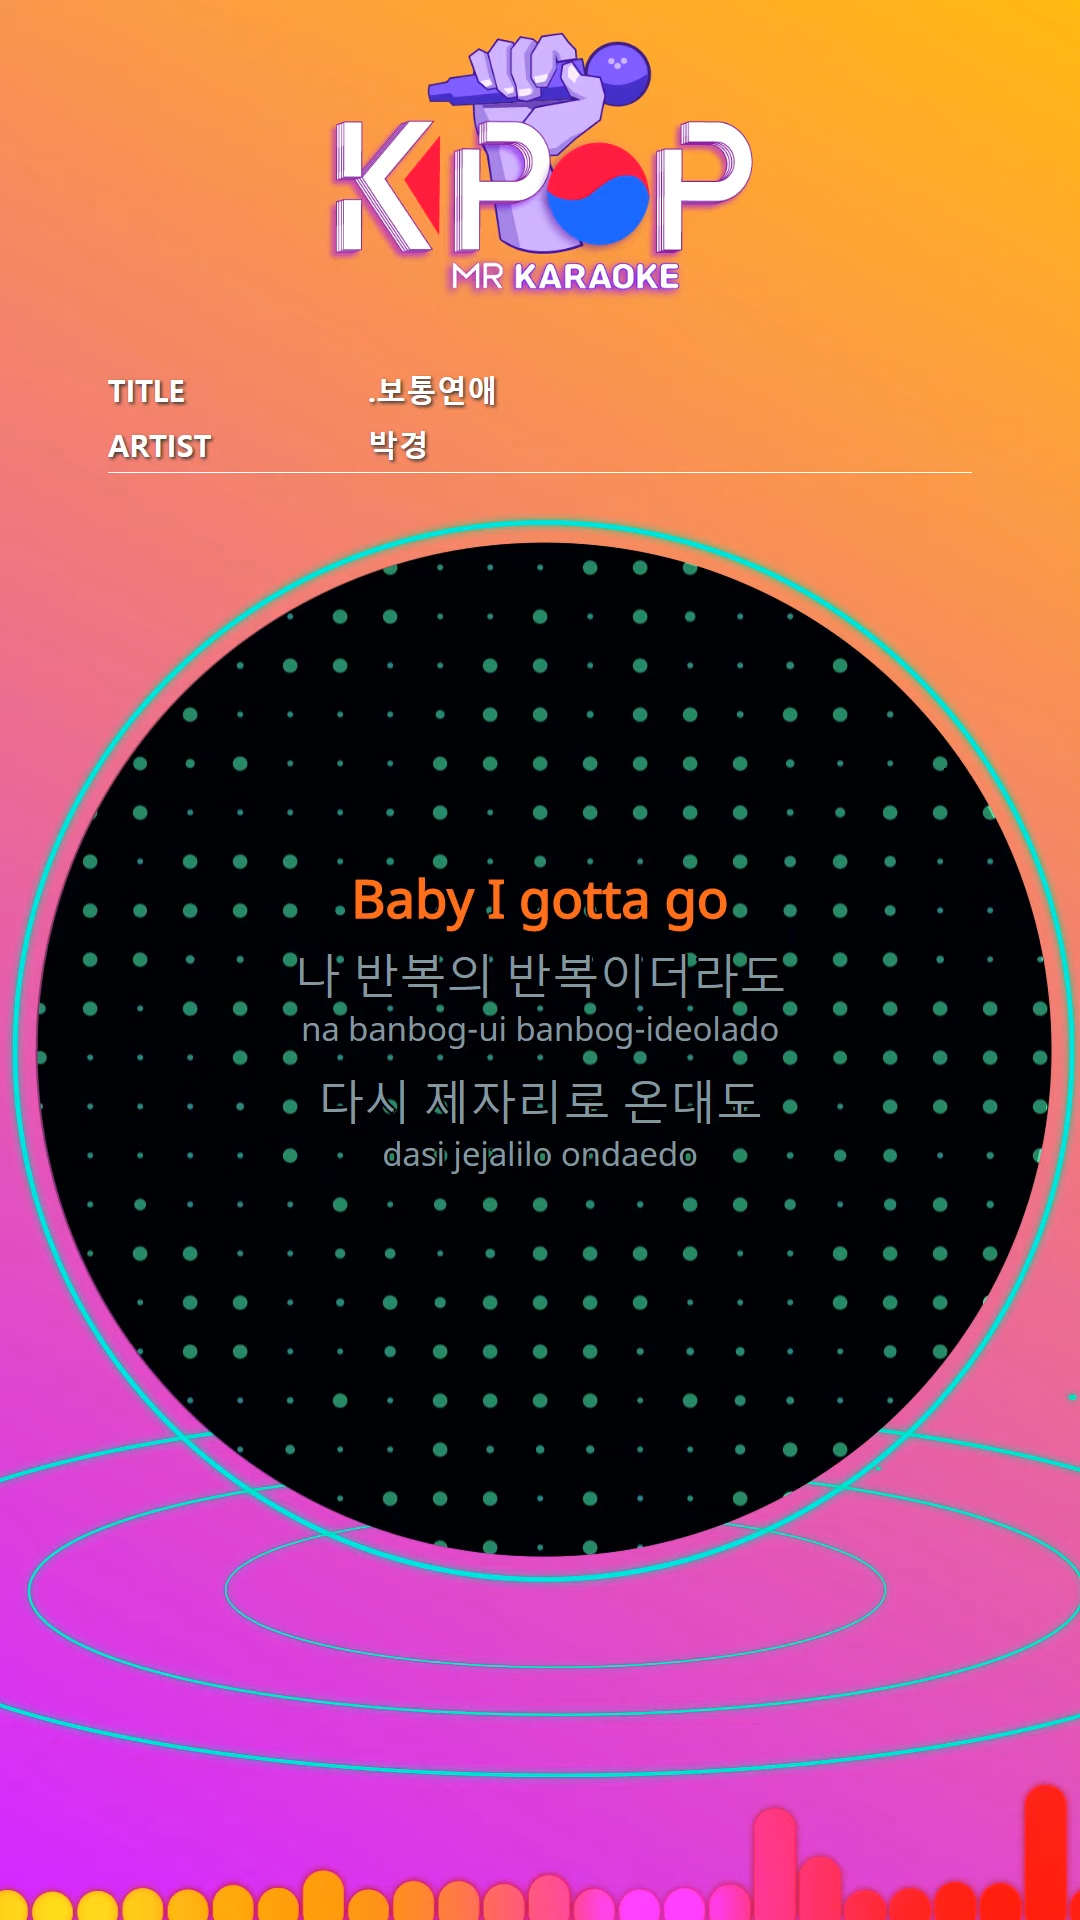 KPOP
MR KARAOKE
TITLE .보통연애
ARTIST 박경
Baby I gotta go
나 반복의 반복이더라도
na banbog-ui banbog-ideolado
다시 제자리로 온대도
dasi jejalilo ondaedo